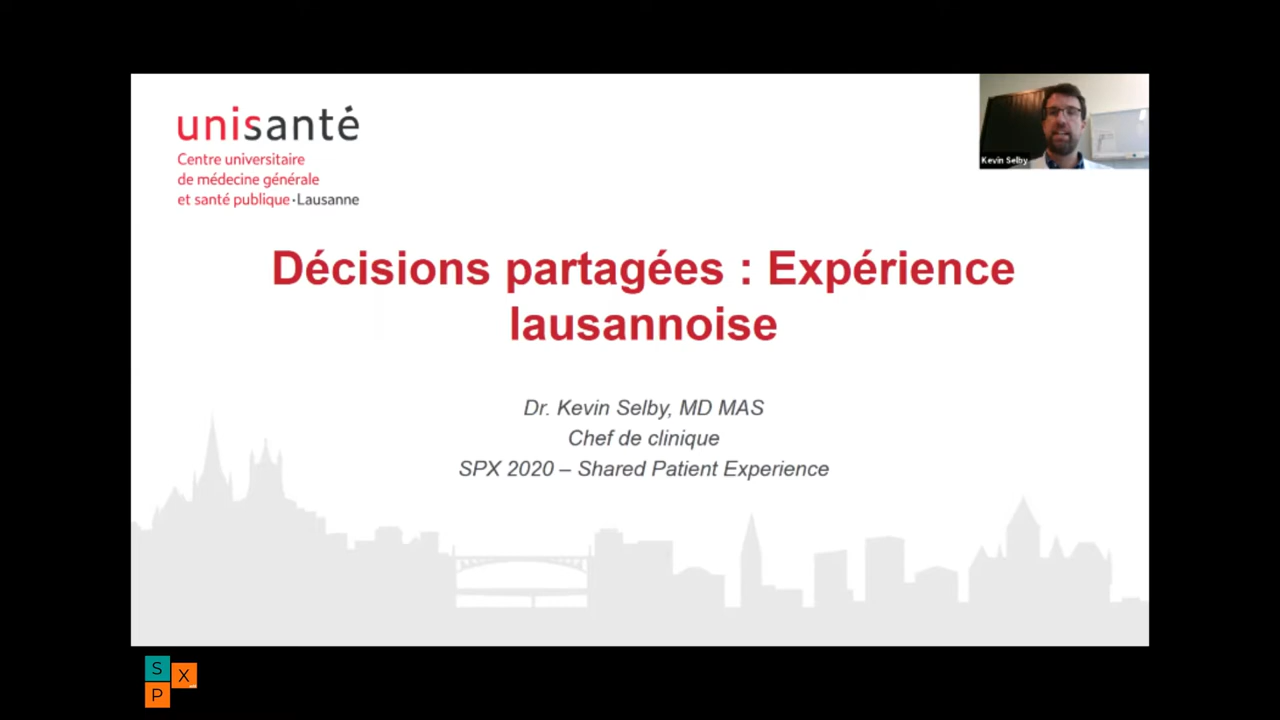 unisanté
Centre universitaire
de médecine générale
et santé publique • Lausanne
Kevin Selby
Décisions partagées : Expérience
lausannoise
Dr. Kevin Selby, MD MAS
Chef de clinique
SPX 2020 – Shared Patient Experience
S
X
P